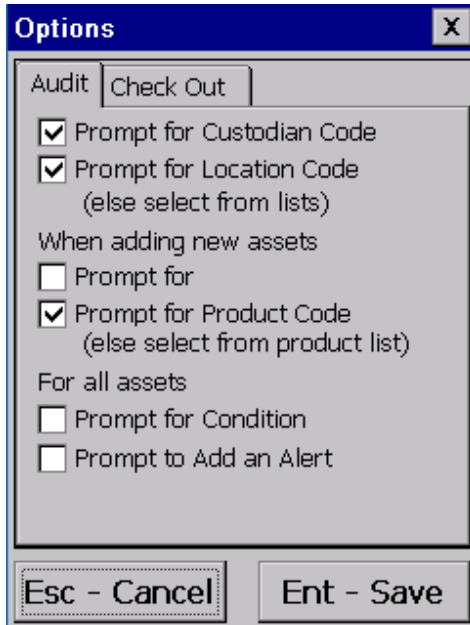 Options X
Audit Check Out
Prompt for Custodian Code
Prompt for Location Code
(else select from lists)
When adding new assets
Prompt for
Prompt for Product Code
(else select from product list)
For all assets
Prompt for Condition
Prompt to Add an Alert
Esc - Cancel Ent - Save